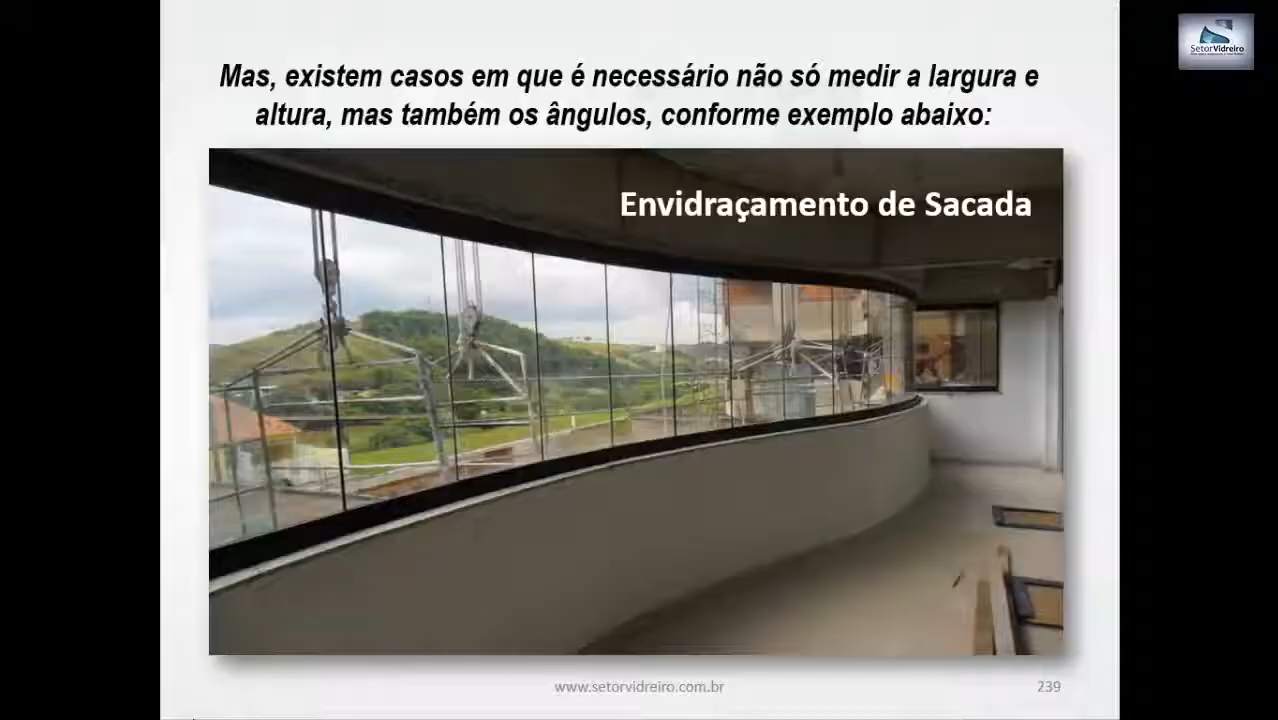 SetorVidreiro
Mas, existem casos em que é necessário não só medir a largura e
altura, mas também os ângulos, conforme exemplo abaixo:
Envidraçamento de Sacada
www.setorvidreiro.com.br
239